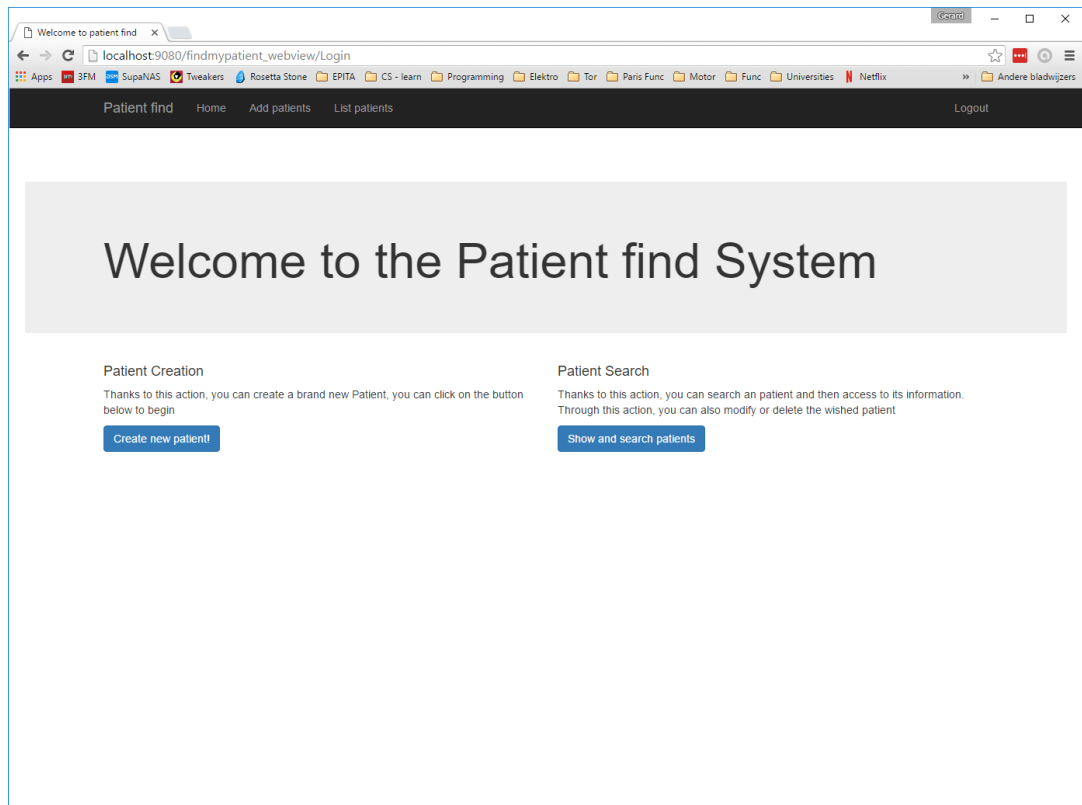 Gerard
Welcome to patient find
localhost:9080/findmypatient_webview/Login
Apps 3FM SupaNAS Tweakers Rosetta Stone EPITA CS - learn Programming Elektro Tor Paris Func Motor Func Universities Netflix » Andere bladwijzers
Patient find Home Add patients List patients Logout
Welcome to the Patient find System
Patient Creation
Thanks to this action, you can create a brand new Patient, you can click on the button
below to begin
Create new patient!
Patient Search
Thanks to this action, you can search an patient and then access to its information.
Through this action, you can also modify or delete the wished patient
Show and search patients